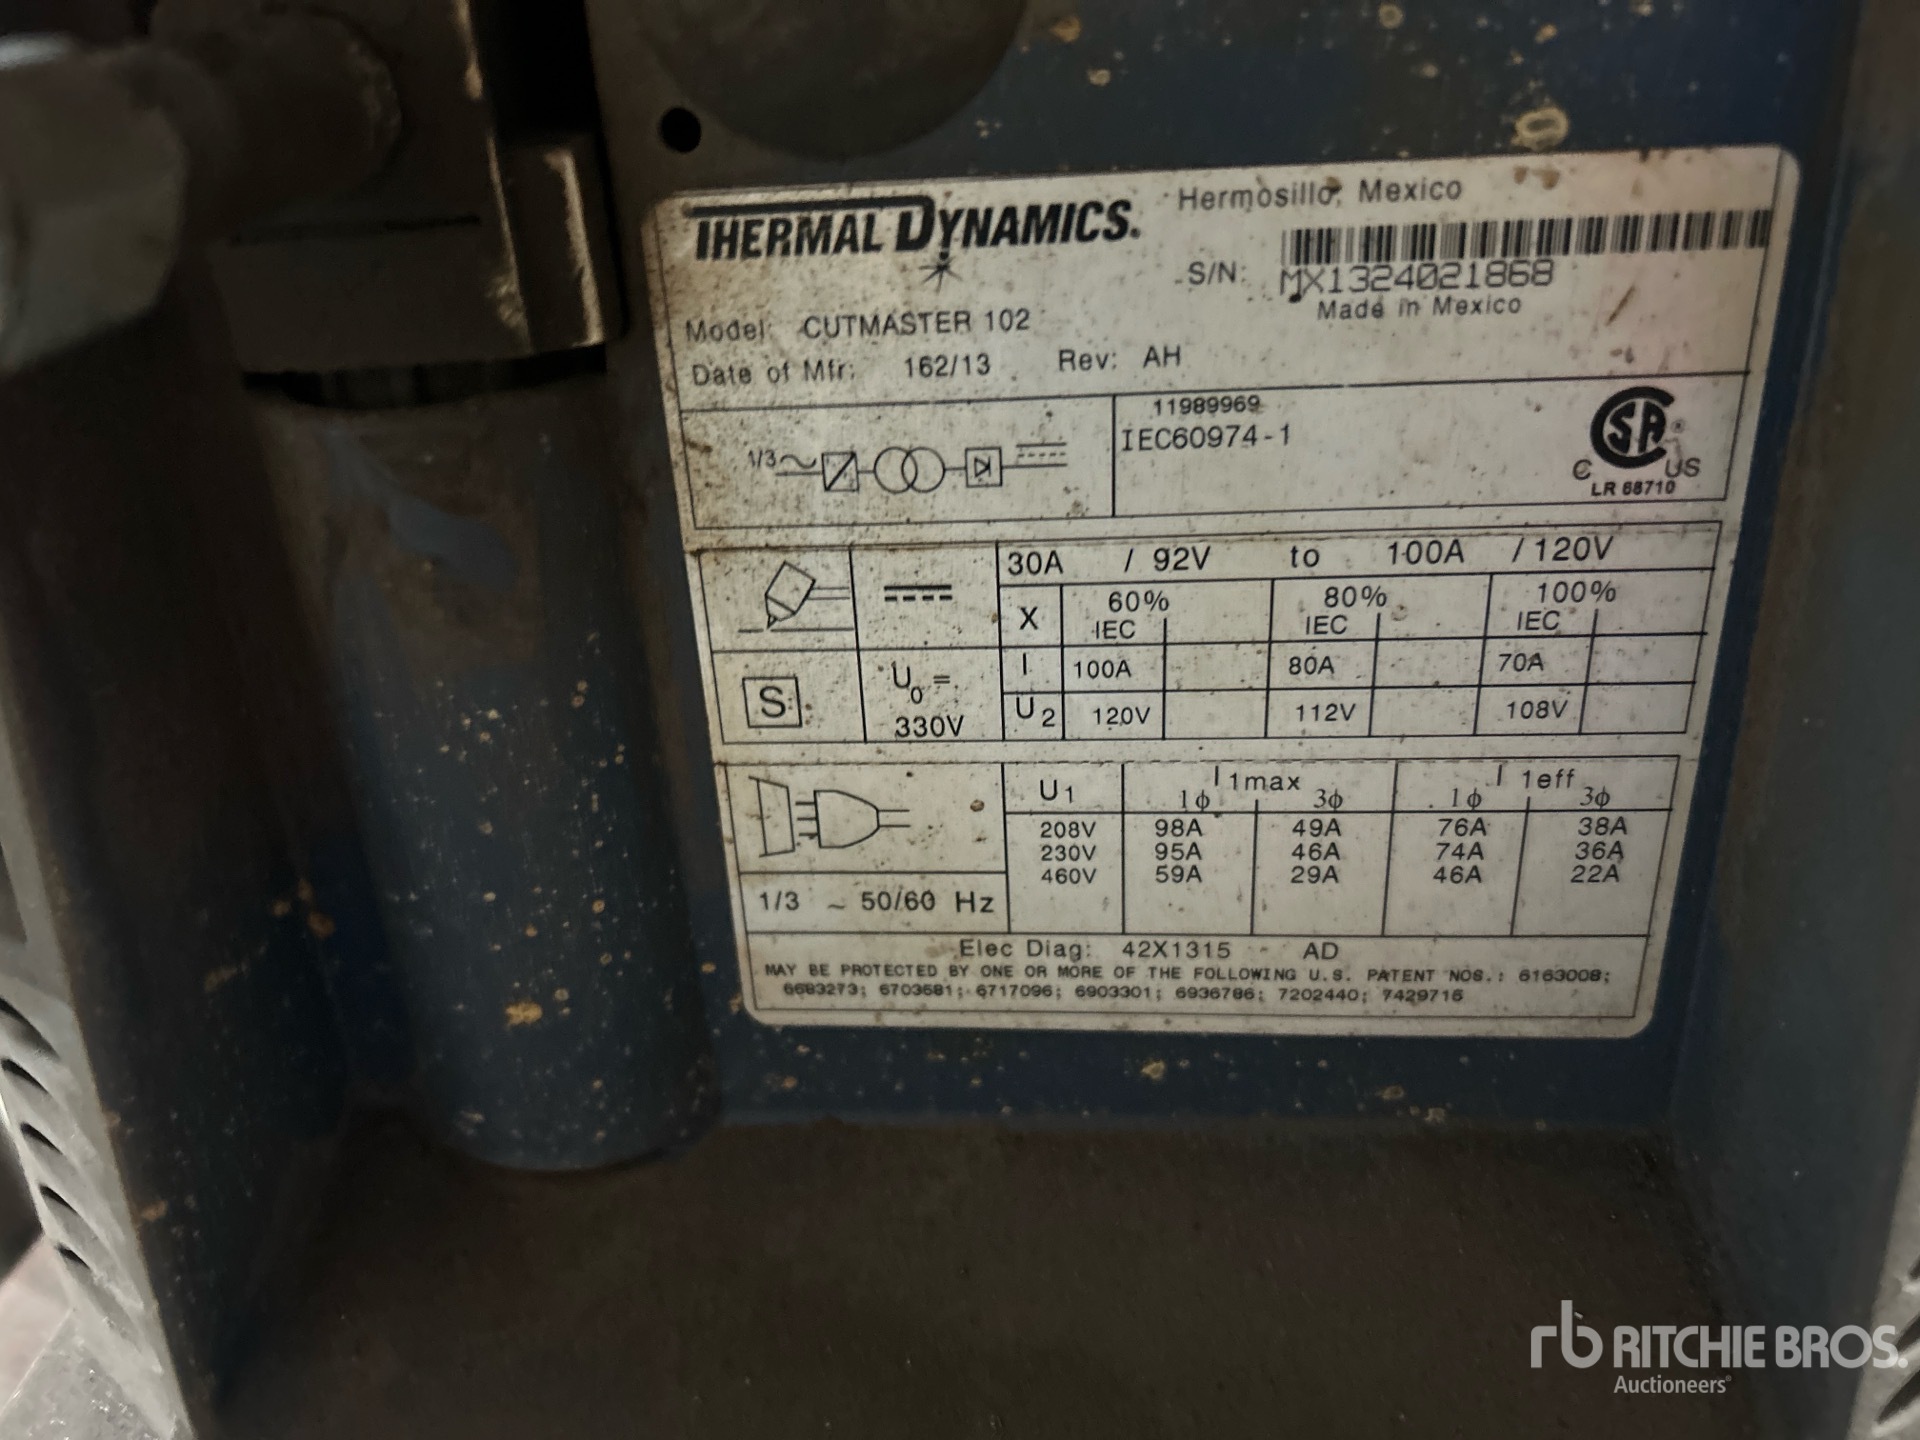 THERMAL DYNAMICS.
Hermosillo, Mexico
S/N: MX1324021868
Made in Mexico
Model: CUTMASTER 102
Date of Mfr: 162/13 Rev: AH
1/3
11989969
IEC60974-1
C US
LR 68710
30A / 92V to 100A / 120V
X 60% 80% 100%
IEC IEC IEC
I 100A 80A 70A
U2 120V 112V 108V
S
U0 =
330V
U1 I1max I1eff
1ϕ 3ϕ 1ϕ 3ϕ
208V 98A 49A 76A 38A
230V 95A 46A 74A 36A
460V 59A 29A 46A 22A
1/3 ~ 50/60 Hz
Elec Diag: 42X1315 - AD
MAY BE PROTECTED BY ONE OR MORE OF THE FOLLOWING U.S. PATENT NOS.: 6163008;
6683273; 6703581; 6717096; 6903301; 6936786; 7202440; 7429715
rb RITCHIE BROS.
Auctioneers